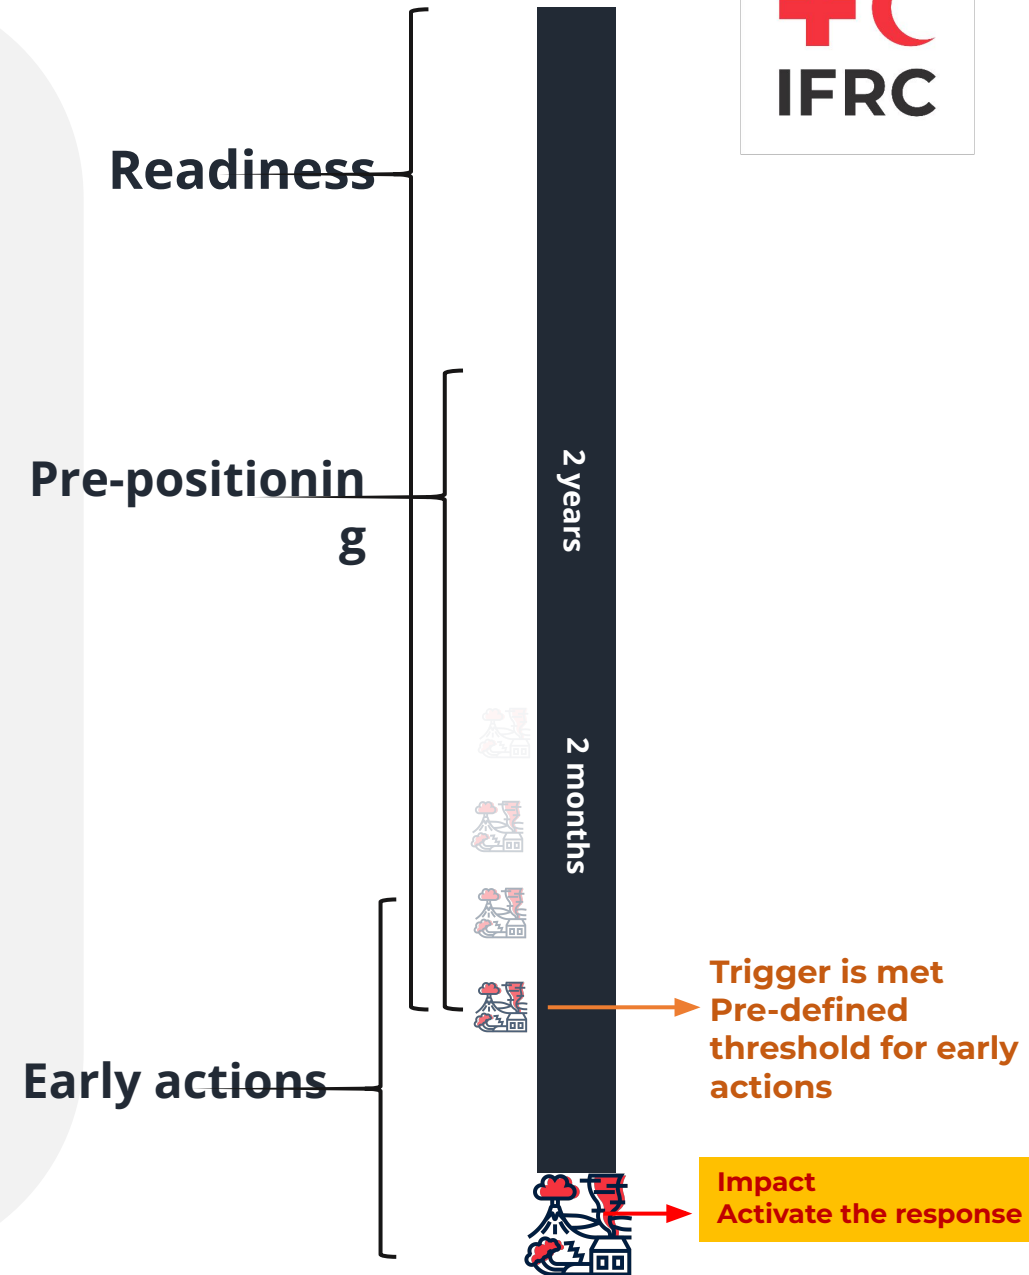 IFRC
Readiness
Pre-positionin
g
2 years
2 months
Trigger is met
Pre-defined
threshold for early
actions
Early actions
Impact
Activate the response